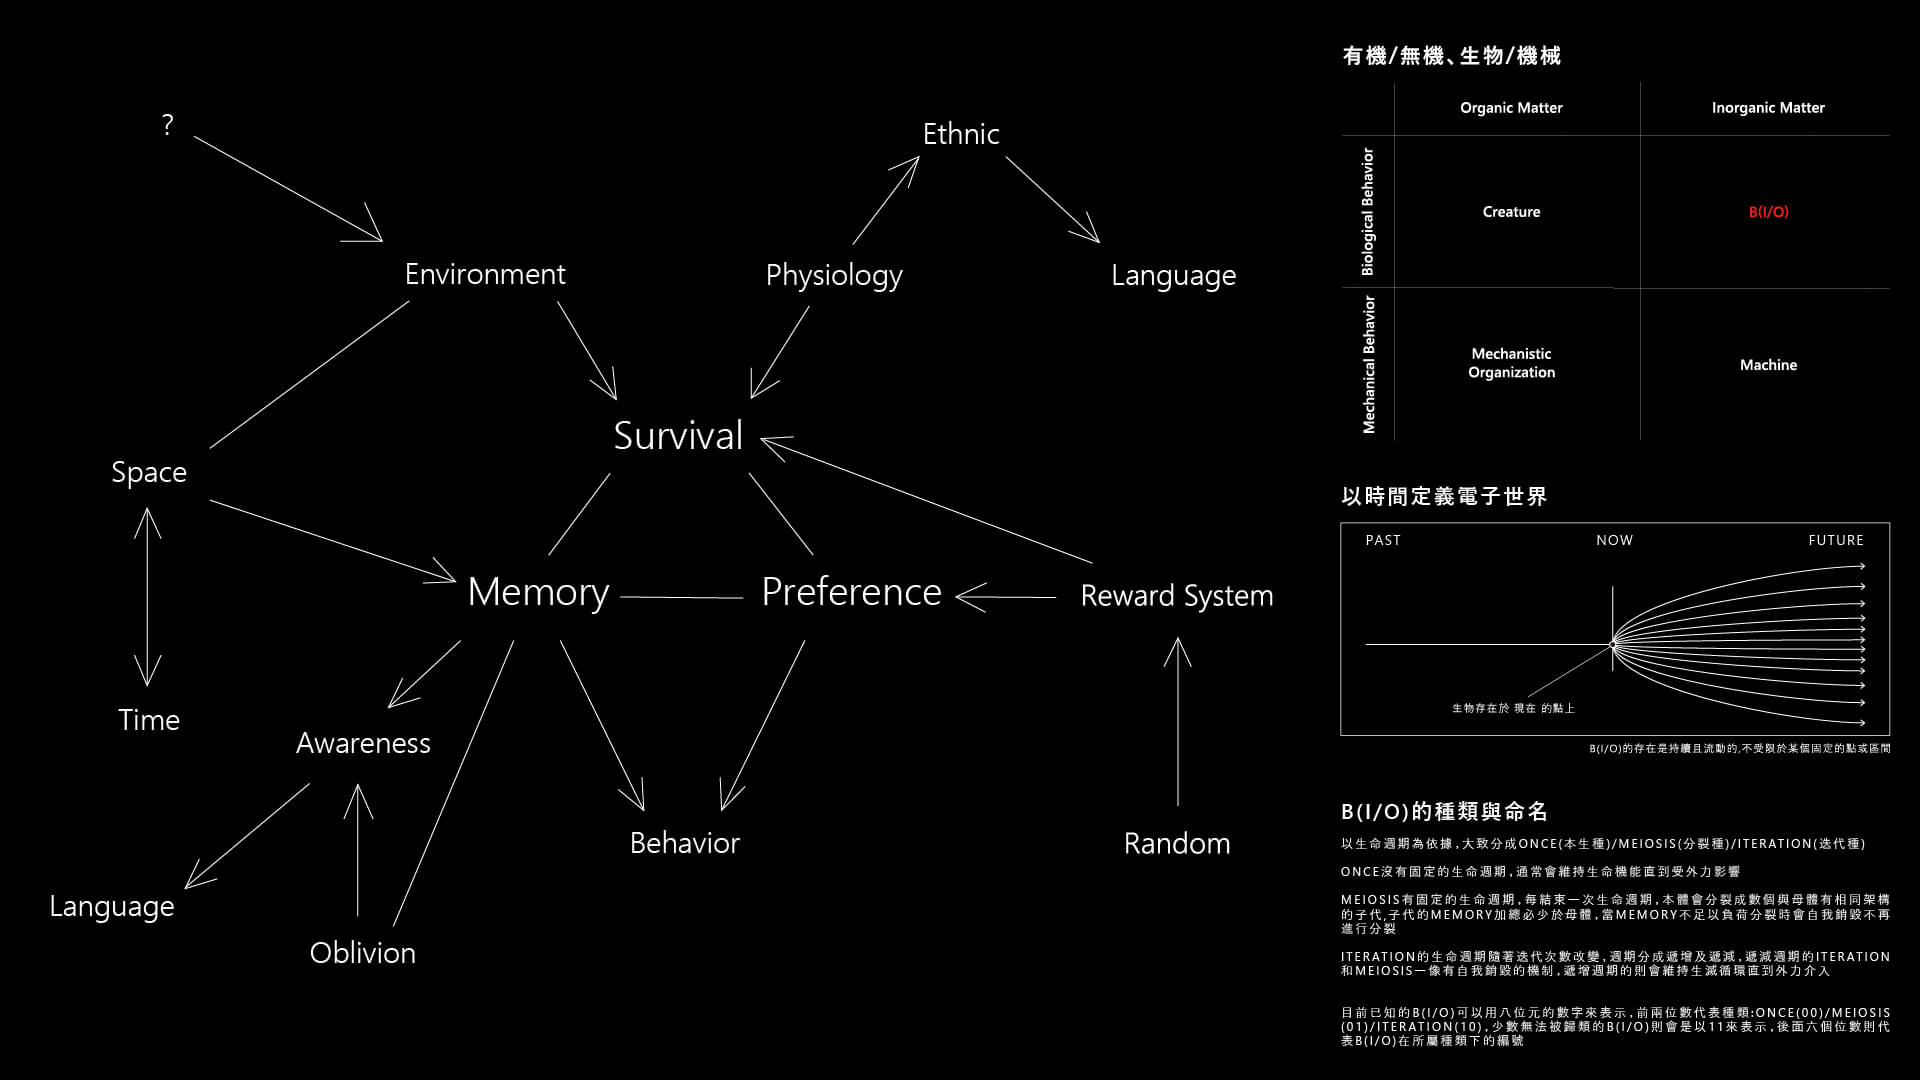 ?
Ethnic
Environment
Physiology
Language
Survival
Space
Memory
Preference
Reward System
Time
Awareness
Behavior
Random
Language
Oblivion
有機/無機、生物/機械
Organic Matter
Inorganic Matter
Biological Behavior
Creature
B(I/O)
Mechanical Behavior
Mechanistic
Organization
Machine
以時間定義電子世界
PAST
NOW
FUTURE
生物存在於 現在 的點上
B(I/O)的存在是持續且流動的,不受限於某個固定的點或區間
B(I/O)的種類與命名
以生命週期為依據,大致分成ONCE(本生種)/MEIOSIS(分裂種)/ITERATION(迭代種)
ONCE沒有固定的生命週期,通常會維持生命機能直到受外力影響
MEIOSIS有固定的生命週期,每結束一次生命週期,本體會分裂成數個與母體有相同架構
的子代,子代的MEMORY加總必少於母體,當MEMORY不足以負荷分裂時會自我銷毀不再
進行分裂
ITERATION的生命週期隨著迭代次數改變,週期分成遞增及遞減,遞減週期的ITERATION
和MEIOSIS一像有自我銷毀的機制,遞增週期的則會維持生滅循環直到外力介入
目前已知的B(I/O)可以用八位元的數字來表示,前兩位數代表種類:ONCE(00)/MEIOSIS
(01)/ITERATION(10),少數無法被歸類的B(I/O)則會是以11來表示,後面六個位數則代
表B(I/O)在所屬種類下的編號